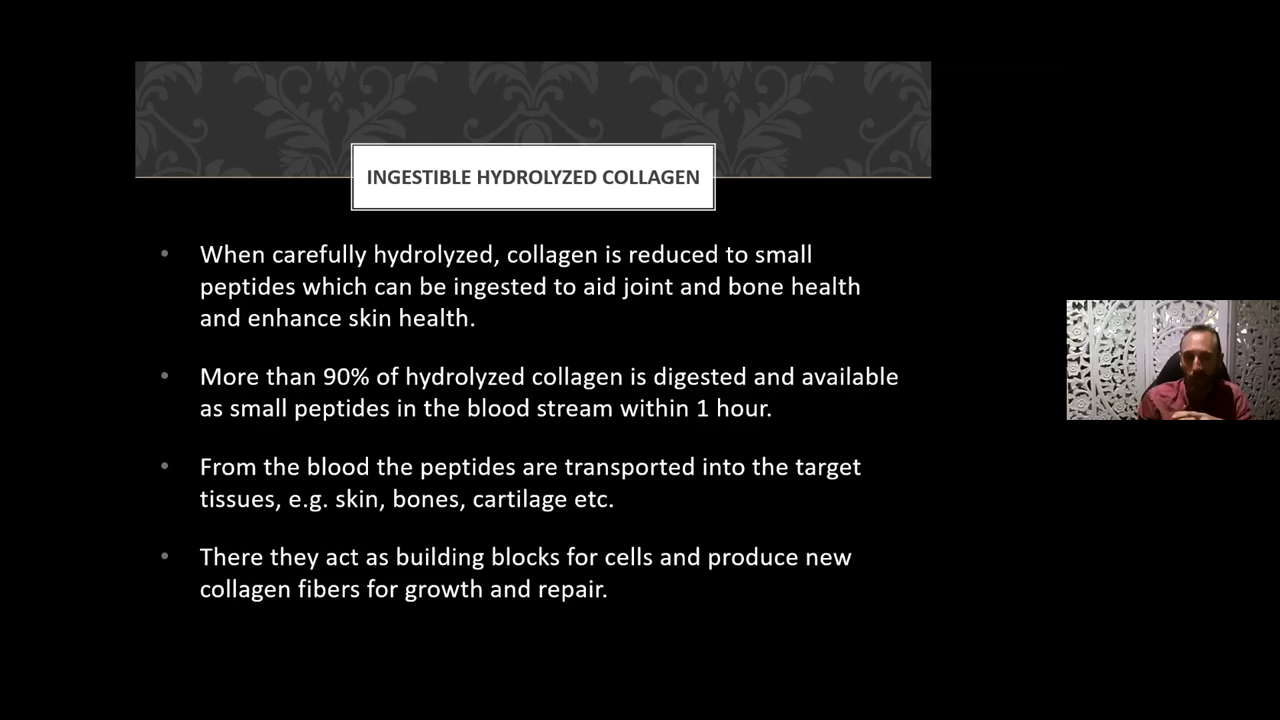 INGESTIBLE HYDROLYZED COLLAGEN
When carefully hydrolyzed, collagen is reduced to small
peptides which can be ingested to aid joint and bone health
and enhance skin health.
More than 90% of hydrolyzed collagen is digested and available
as small peptides in the blood stream within 1 hour.
From the blood the peptides are transported into the target
tissues, e.g. skin, bones, cartilage etc.
There they act as building blocks for cells and produce new
collagen fibers for growth and repair.